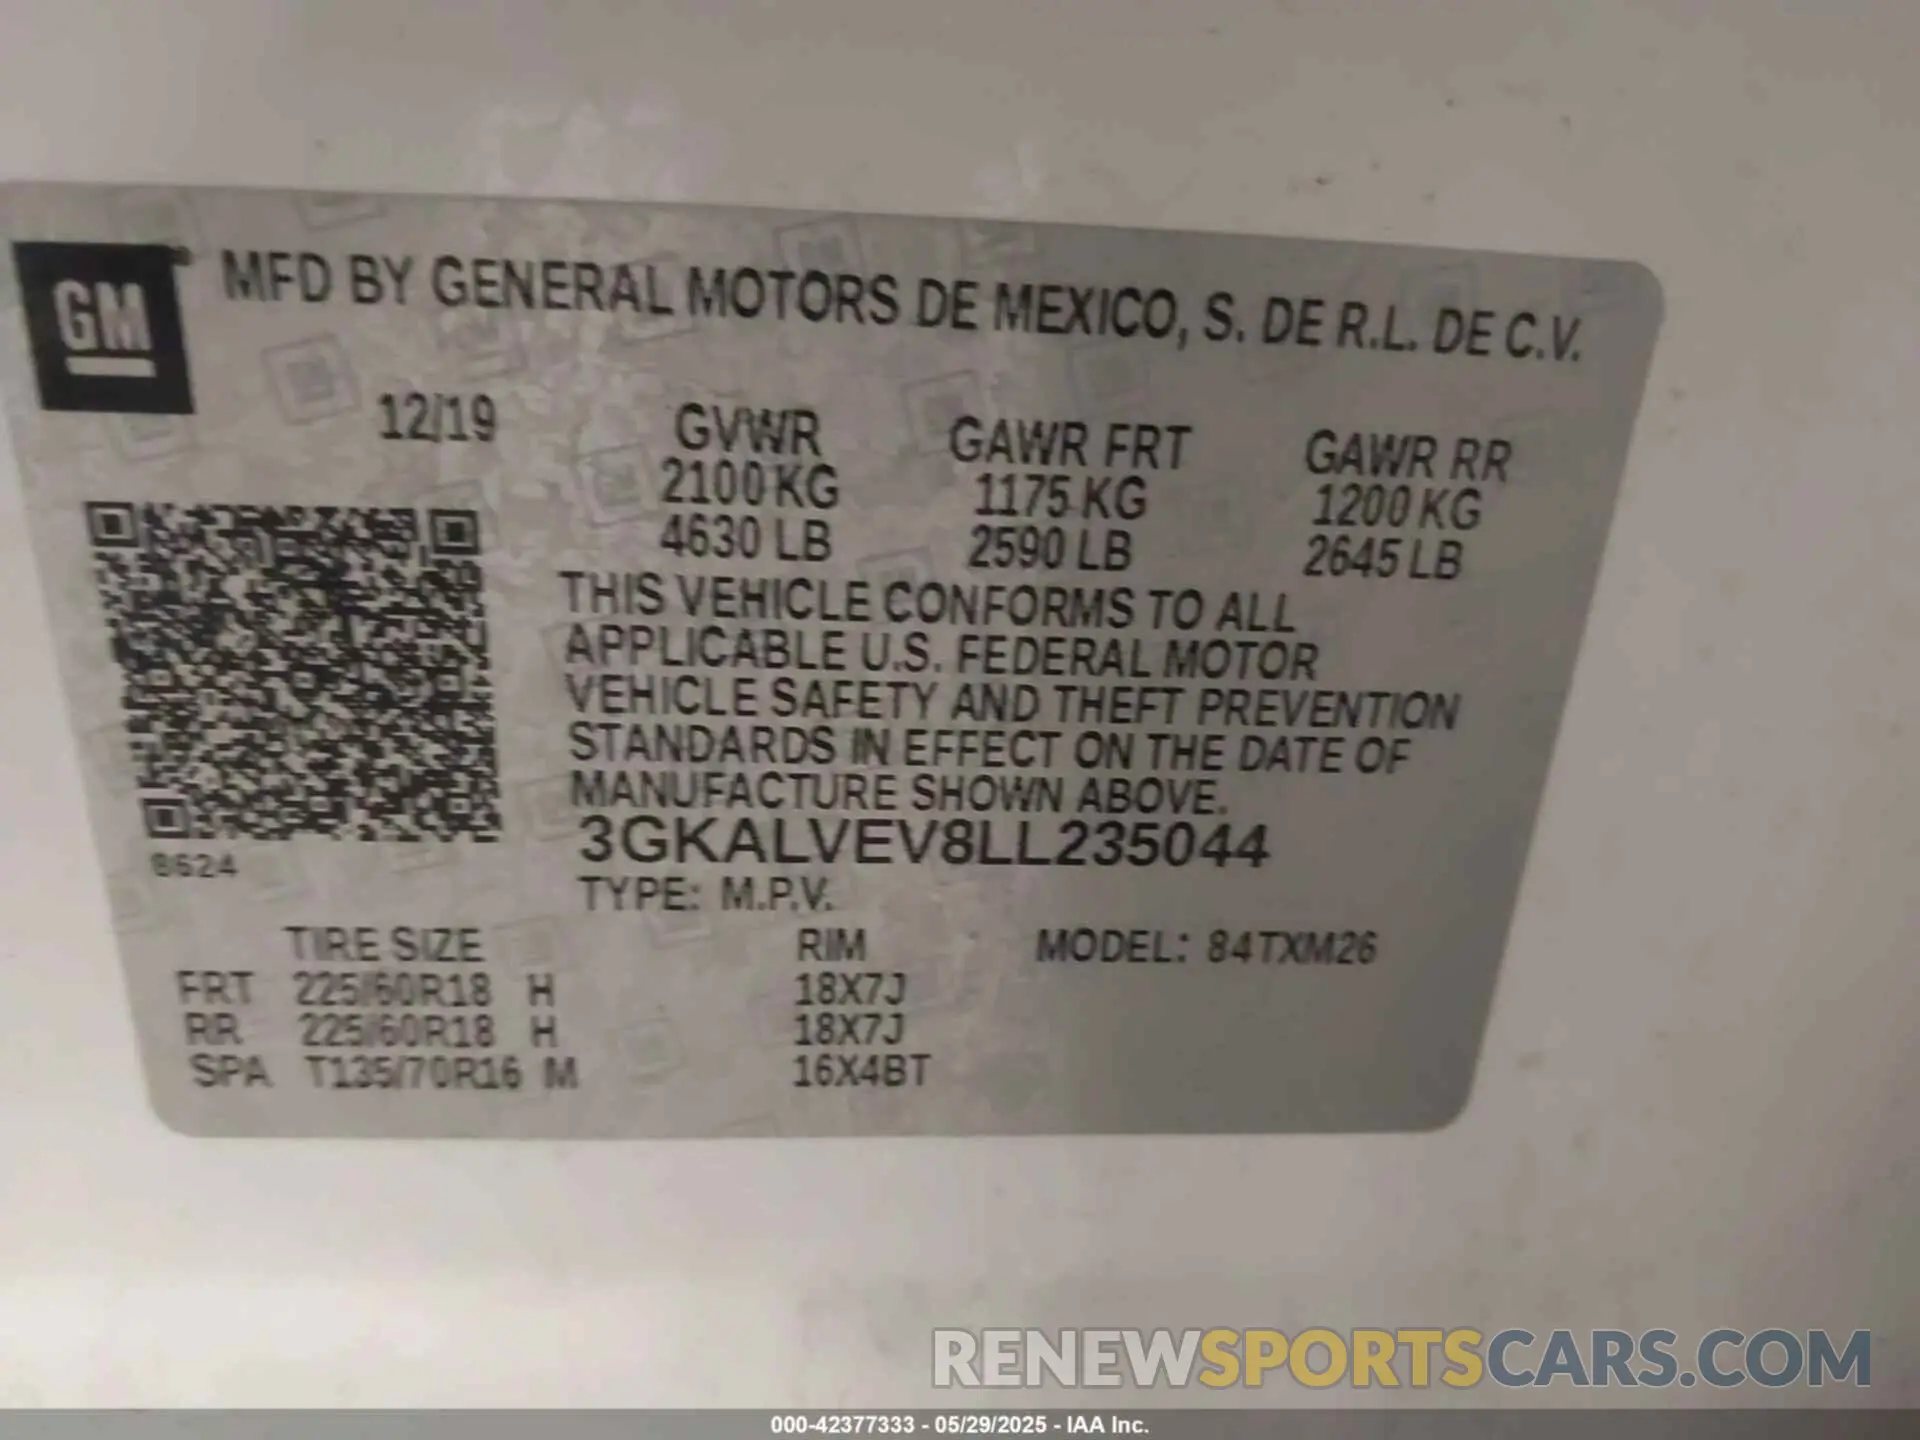 GM MFD BY GENERAL MOTORS DE MEXICO, S. DE R.L. DE C.V.
12/19 GVWR GAWR FRT GAWR RR
2100 KG 1175 KG 1200 KG
4630 LB 2590 LB 2645 LB
THIS VEHICLE CONFORMS TO ALL
APPLICABLE U.S. FEDERAL MOTOR
VEHICLE SAFETY AND THEFT PREVENTION
STANDARDS IN EFFECT ON THE DATE OF
MANUFACTURE SHOWN ABOVE.
3GKALVEV8LL235044
8624
TYPE: M.P.V.
TIRE SIZE RIM MODEL: 84TXM26
FRT 225/60R18 H 18X7J
RR 225/60R18 H 18X7J
SPA T135/70R16 M 16X4BT
RENEWSPORTSCARS.COM
000-42377333 - 05/29/2025 - IAA Inc.